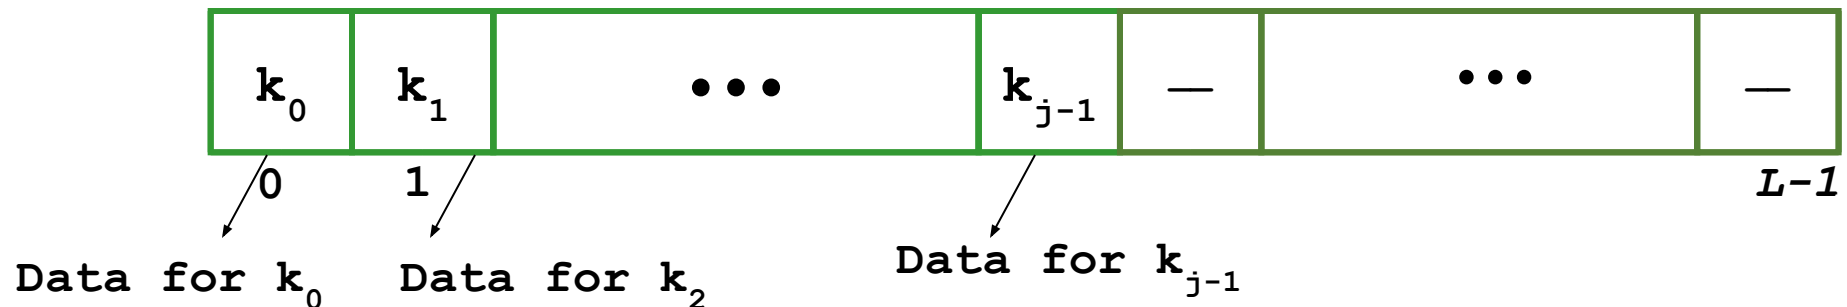 k₀ k₁ ••• kⱼ₋₁ — ••• —
0 1 L-1
Data for k₀ Data for k₂ Data for kⱼ₋₁